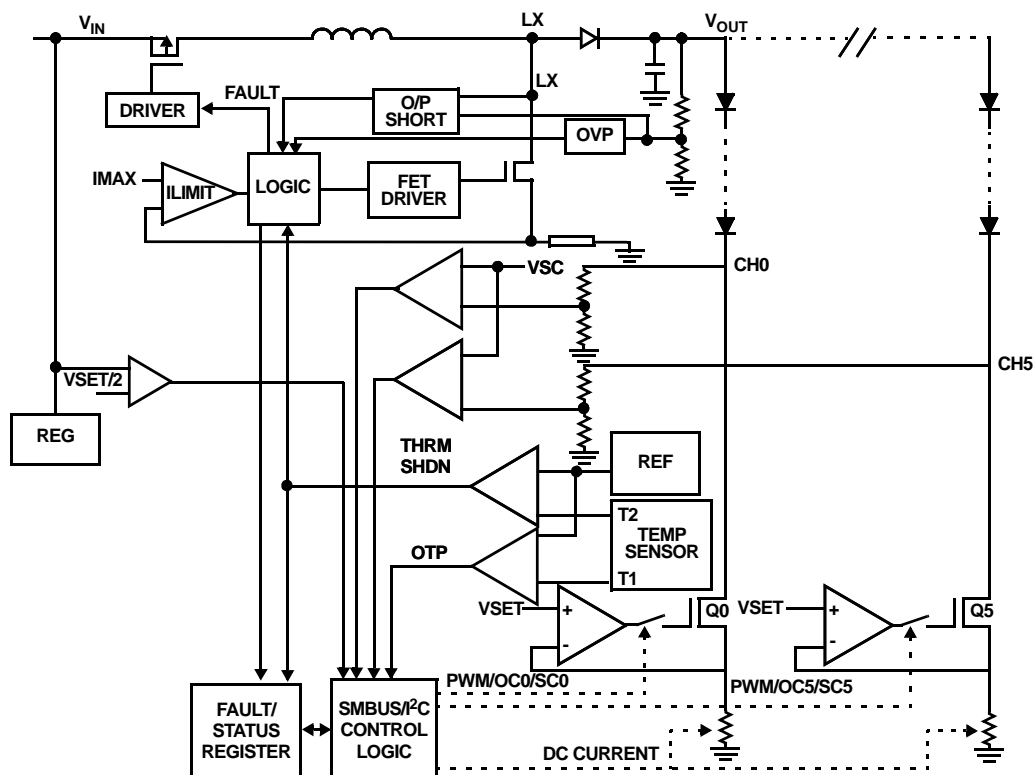 VIN
LX
VOUT
LX
FAULT
DRIVER
O/P
SHORT
OVP
IMAX
ILIMIT
LOGIC
FET
DRIVER
VSC
CH0
CH5
VSET/2
REG
THRM
SHDN
REF
T2
TEMP
SENSOR
T1
OTP
VSET
+
-
Q0
VSET
+
-
Q5
PWM/OC0/SC0
PWM/OC5/SC5
FAULT/
STATUS
REGISTER
SMBUS/I²C
CONTROL
LOGIC
DC CURRENT